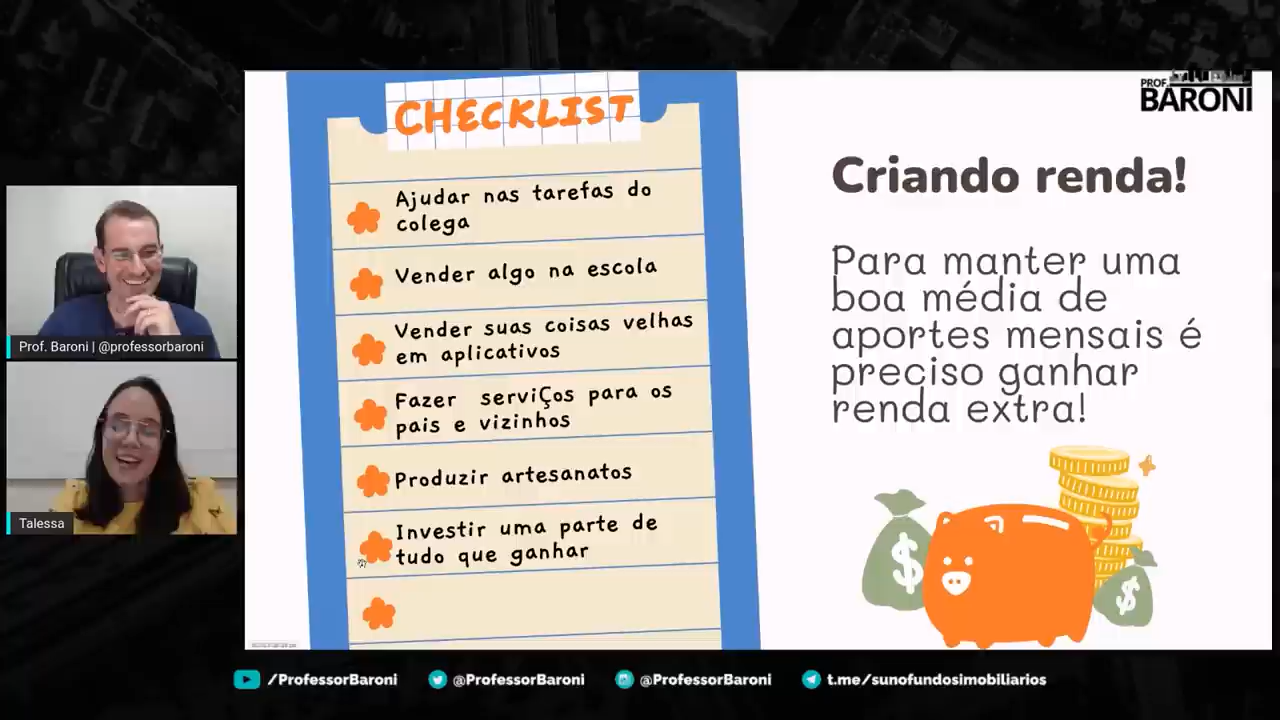 CHECKLIST
Ajudar nas tarefas do
colega
Vender algo na escola
Vender suas coisas velhas
em aplicativos
Fazer serviÇos para os
pais e vizinhos
Produzir artesanatos
Investir uma parte de
tudo que ganhar
PROF.
BARONI
Criando renda!
Para manter uma
boa média de
aportes mensais é
preciso ganhar
renda extra!
$
$
Prof. Baroni | @professorbaroni
Talessa
/ProfessorBaroni
@ProfessorBaroni
@ProfessorBaroni
t.me/sunofundosimobiliarios